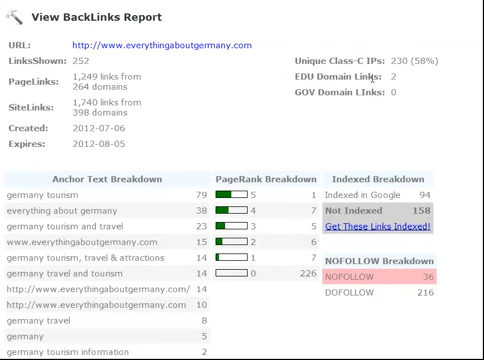 View BackLinks Report
URL: http://www.everythingaboutgermany.com
LinksShown: 252
Unique Class-C IPs: 230 (58%)
PageLinks: 1,249 links from
264 domains
EDU Domain Links: 2
GOV Domain LInks: 0
SiteLinks: 1,740 links from
398 domains
Created: 2012-07-06
Expires: 2012-08-05
Anchor Text Breakdown
germany tourism 79
everything about germany 38
germany tourism and travel 23
www.everythingaboutgermany.com 15
germany tourism, travel & attractions 14
germany travel and tourism 14
http://www.everythingaboutgermany.com/ 14
http://www.everythingaboutgermany.com 10
germany travel 8
germany 5
germany tourism information 2
PageRank Breakdown
5 1
4 7
3 5
2 6
1 7
0 226
Indexed Breakdown
Indexed in Google 94
Not Indexed 158
Get These Links Indexed!
NOFOLLOW Breakdown
NOFOLLOW 36
DOFOLLOW 216